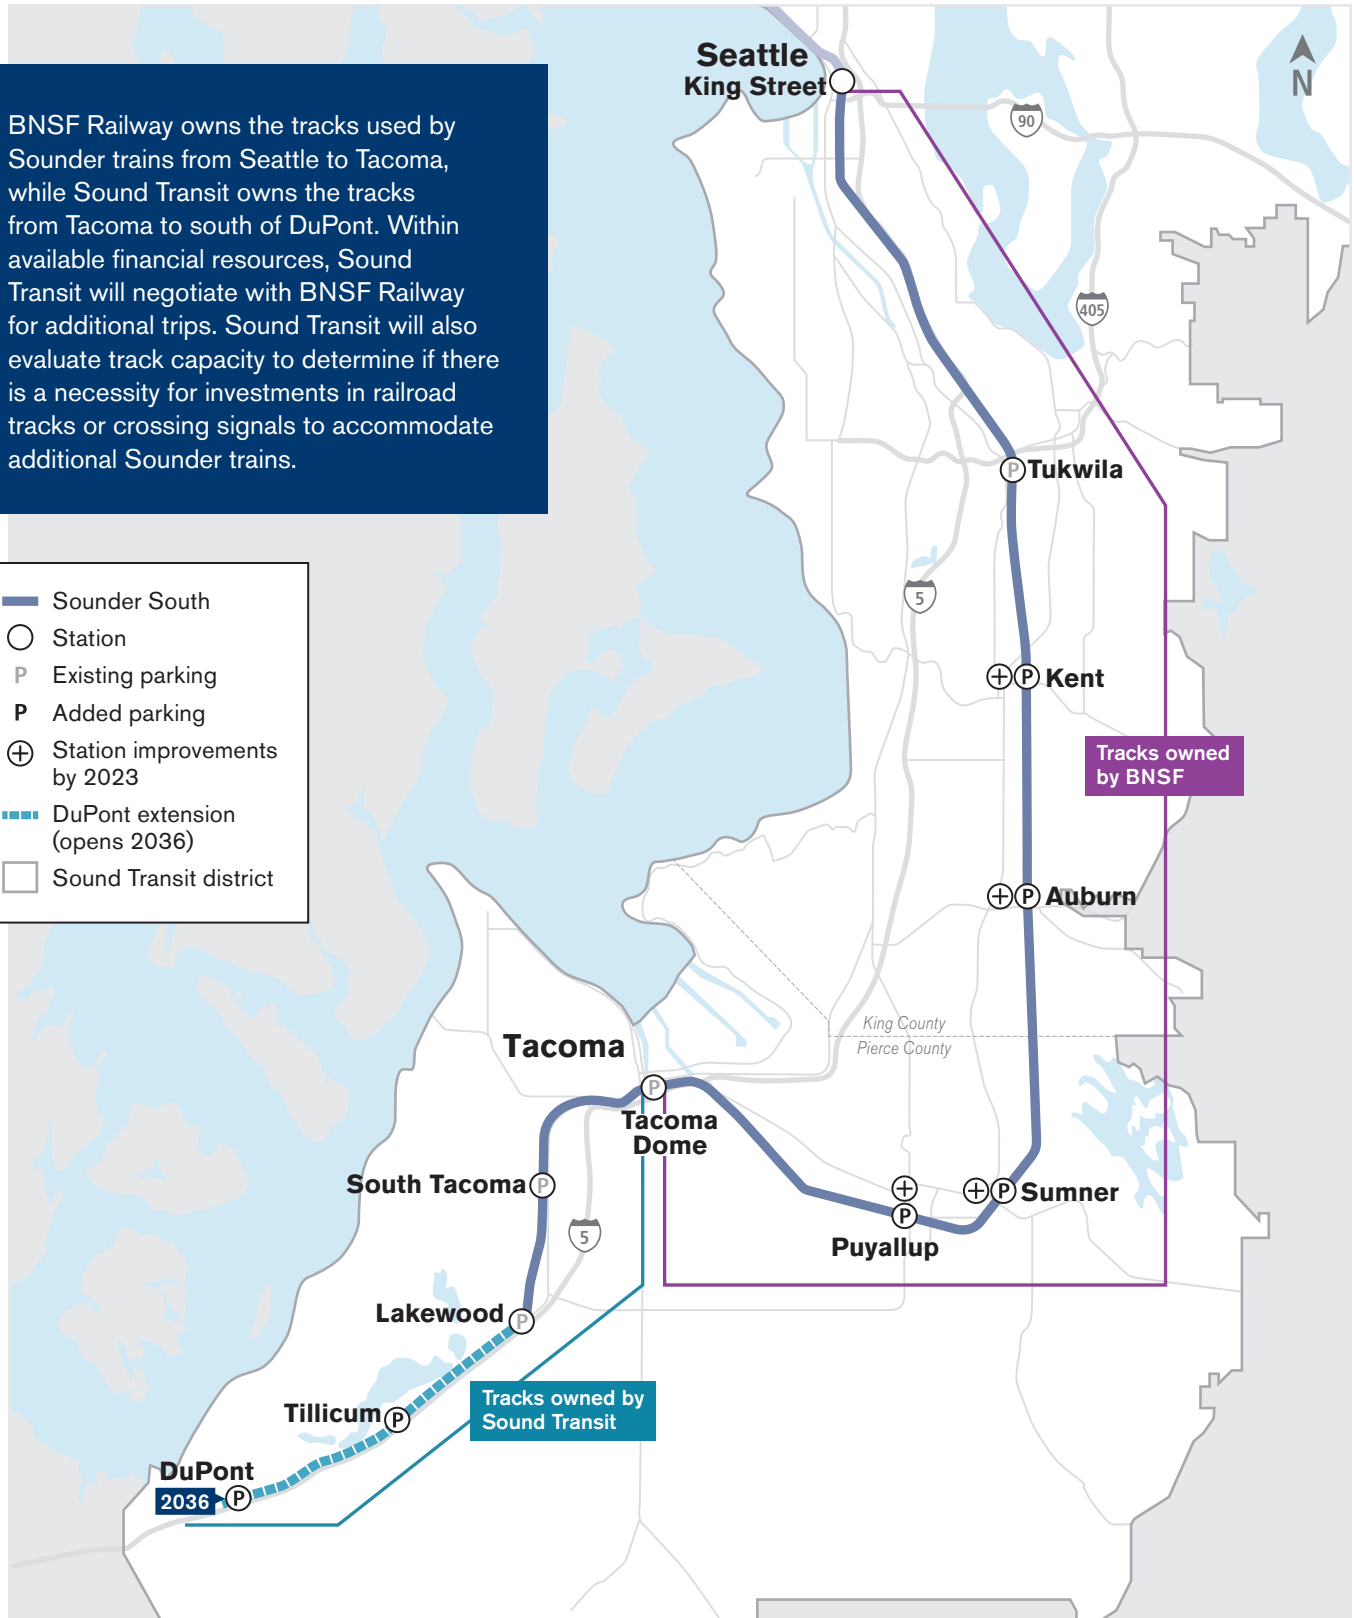 Seattle
King Street
N
BNSF Railway owns the tracks used by
Sounder trains from Seattle to Tacoma,
while Sound Transit owns the tracks
from Tacoma to south of DuPont. Within
available financial resources, Sound
Transit will negotiate with BNSF Railway
for additional trips. Sound Transit will also
evaluate track capacity to determine if there
is a necessity for investments in railroad
tracks or crossing signals to accommodate
additional Sounder trains.
90
405
P Tukwila
5
Sounder South
Station
P Existing parking
P Added parking
Station improvements
by 2023
DuPont extension
(opens 2036)
Sound Transit district
P Kent
Tracks owned
by BNSF
P Auburn
King County
Pierce County
Tacoma
P
Tacoma
Dome
South Tacoma P
P Sumner
P
Puyallup
5
Lakewood P
Tracks owned by
Sound Transit
Tillicum P
DuPont
2036 P